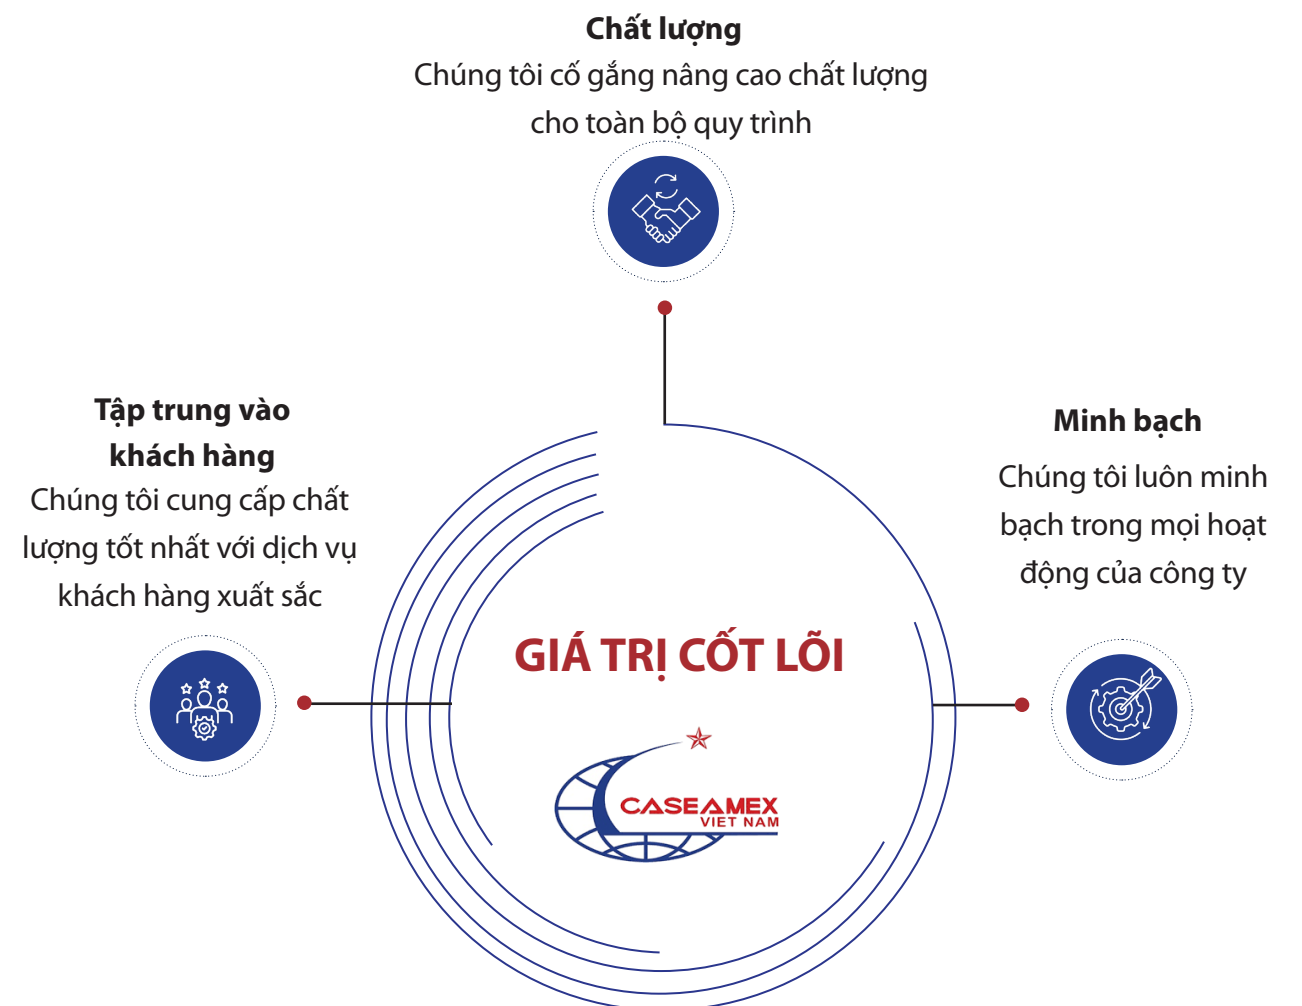 Chất lượng
Chúng tôi cố gắng nâng cao chất lượng
cho toàn bộ quy trình
Tập trung vào
khách hàng
Chúng tôi cung cấp chất
lượng tốt nhất với dịch vụ
khách hàng xuất sắc
Minh bạch
Chúng tôi luôn minh
bạch trong mọi hoạt
động của công ty
GIÁ TRỊ CỐT LÕI
CASEAMEX
VIET NAM